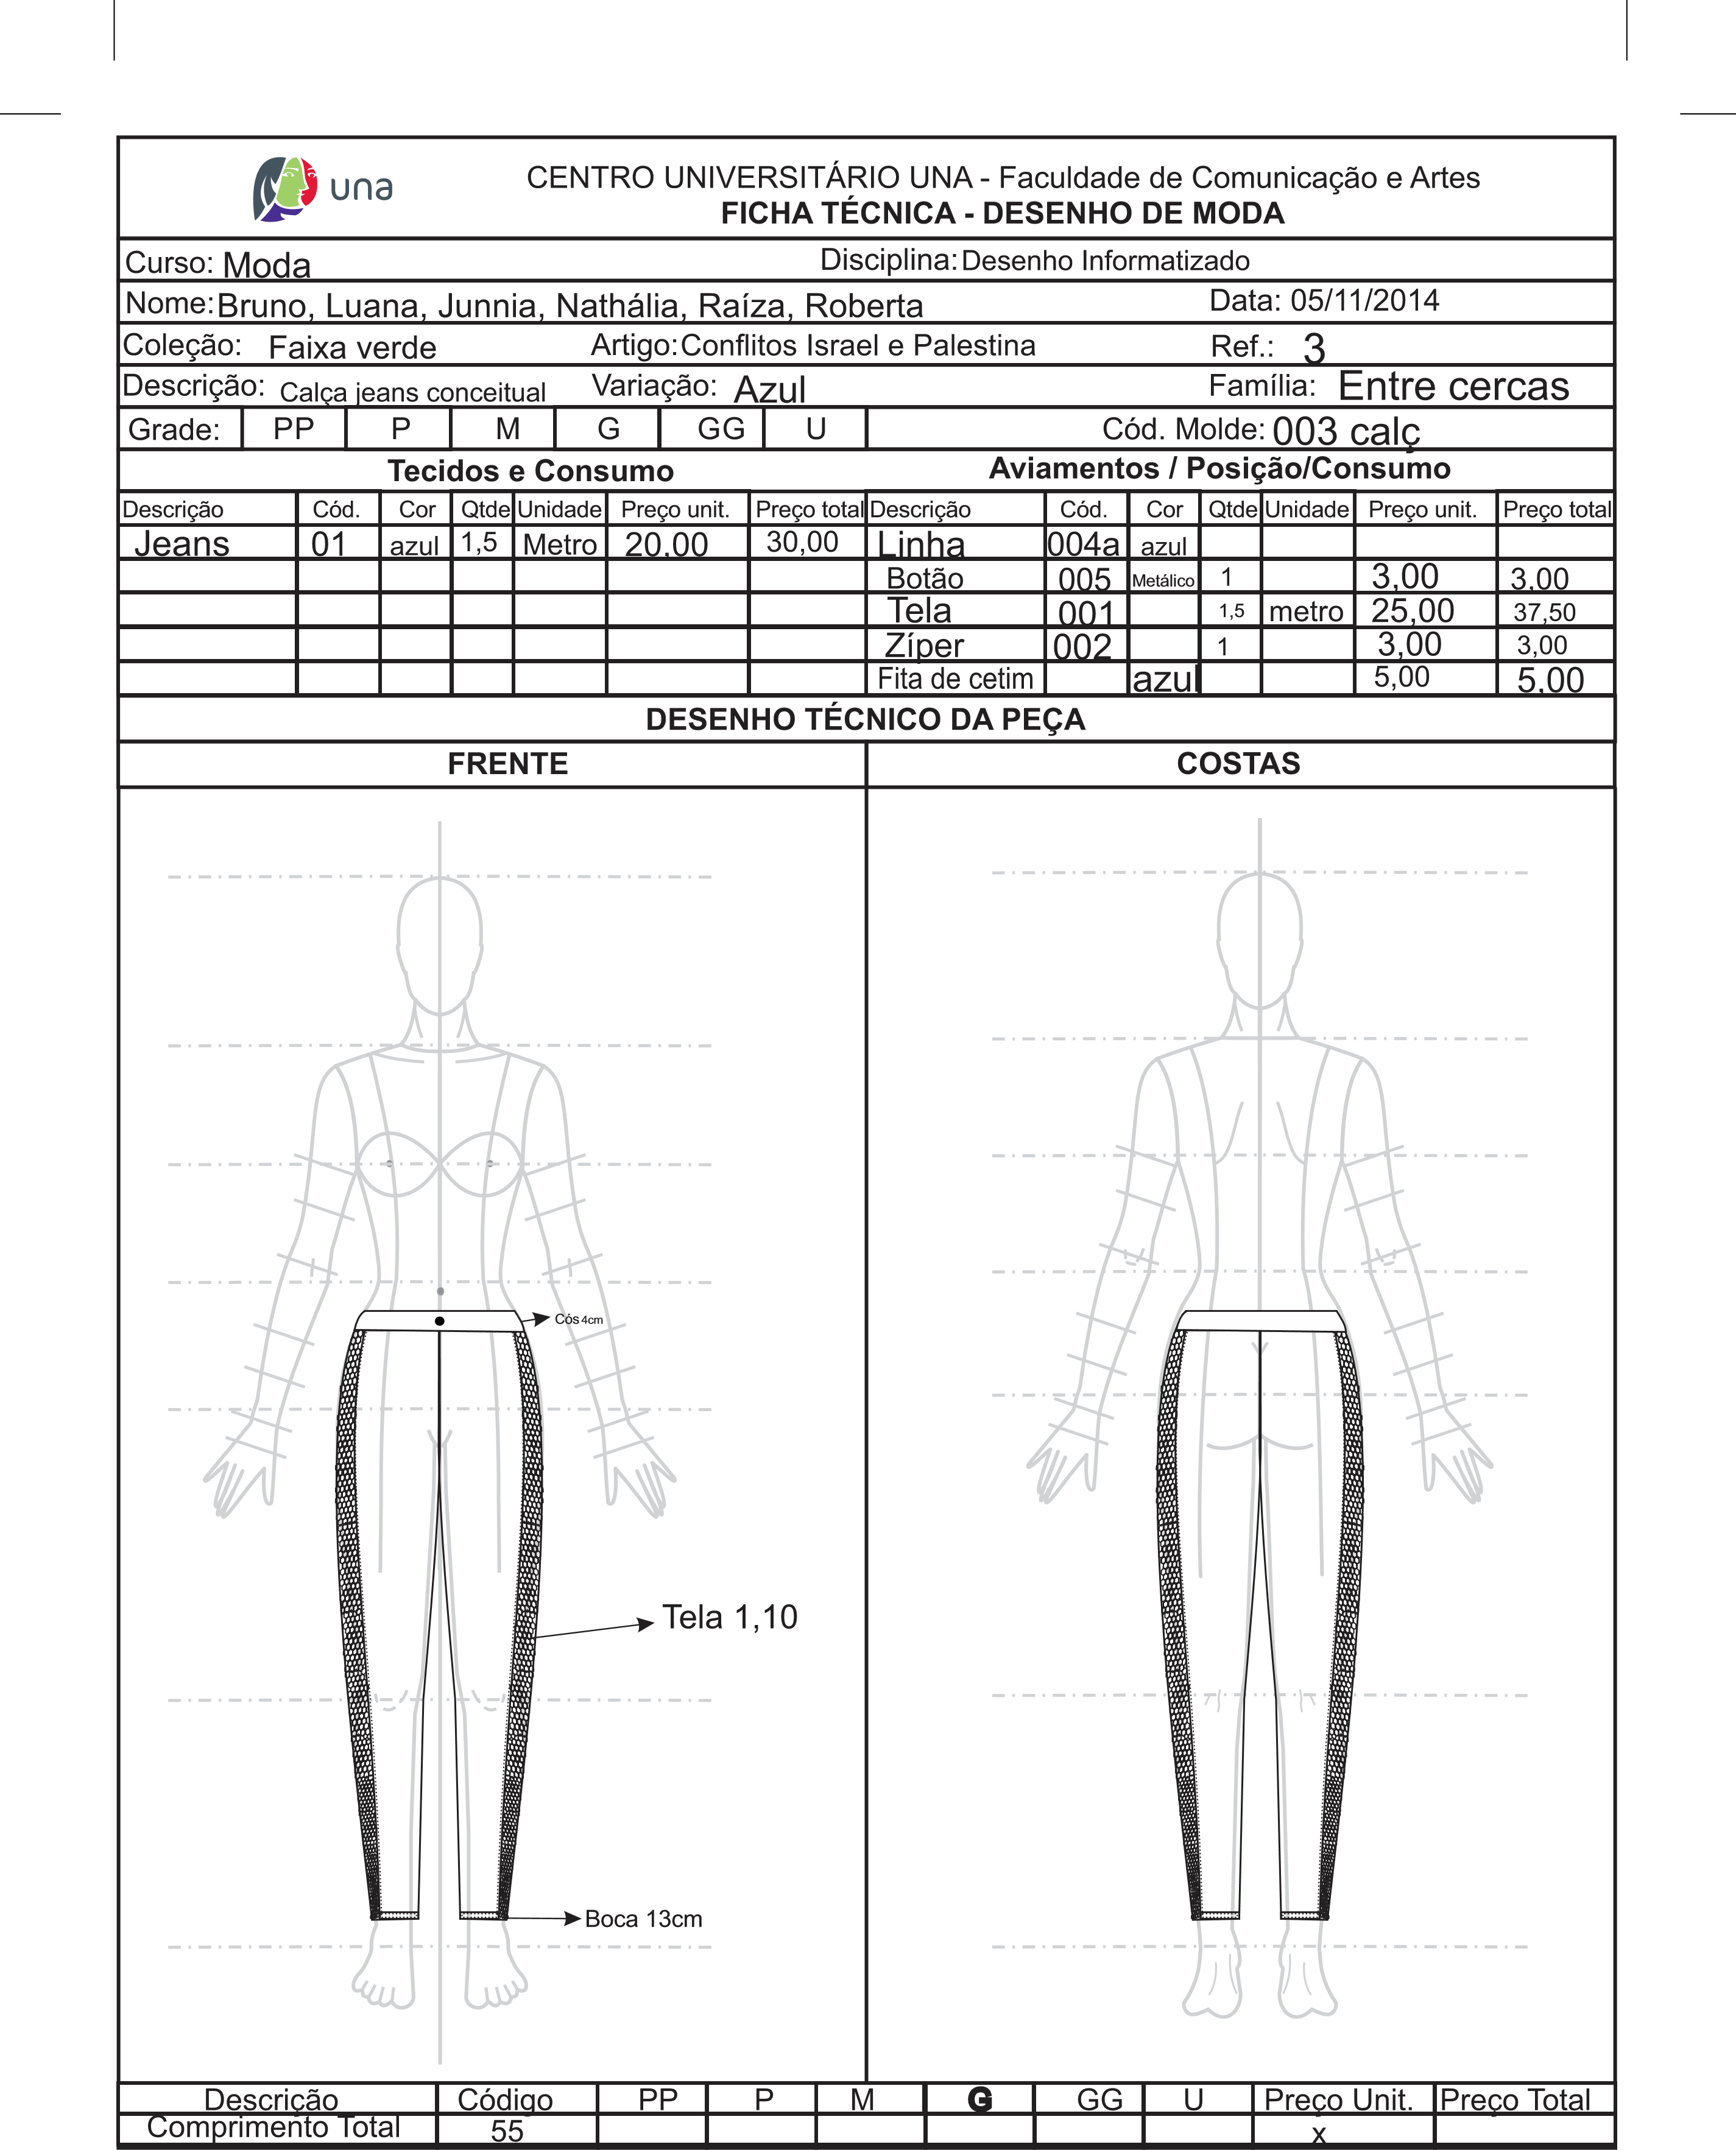 una
CENTRO UNIVERSITÁRIO UNA - Faculdade de Comunicação e Artes
FICHA TÉCNICA - DESENHO DE MODA
Curso: Moda Disciplina: Desenho Informatizado
Nome: Bruno, Luana, Junnia, Nathália, Raíza, Roberta Data: 05/11/2014
Coleção: Faixa verde Artigo: Conflitos Israel e Palestina Ref.: 3
Descrição: Calça jeans conceitual Variação: Azul Família: Entre cercas
Grade: PP P M G GG U Cód. Molde: 003 calç
Tecidos e Consumo Aviamentos / Posição/Consumo
Descrição Cód. Cor Qtde Unidade Preço unit. Preço total Descrição Cód. Cor Qtde Unidade Preço unit. Preço total
Jeans 01 azul 1,5 Metro 20,00 30,00 Linha 004a azul
Botão 005 Metálico 1 3,00 3,00
Tela 001 1,5 metro 25,00 37,50
Zíper 002 1 3,00 3,00
Fita de cetim azul 5,00 5,00
DESENHO TÉCNICO DA PEÇA
FRENTE COSTAS
Cós 4cm
Tela 1,10
Boca 13cm
Descrição Código PP P M G GG U Preço Unit. Preço Total
Comprimento Total 55 x